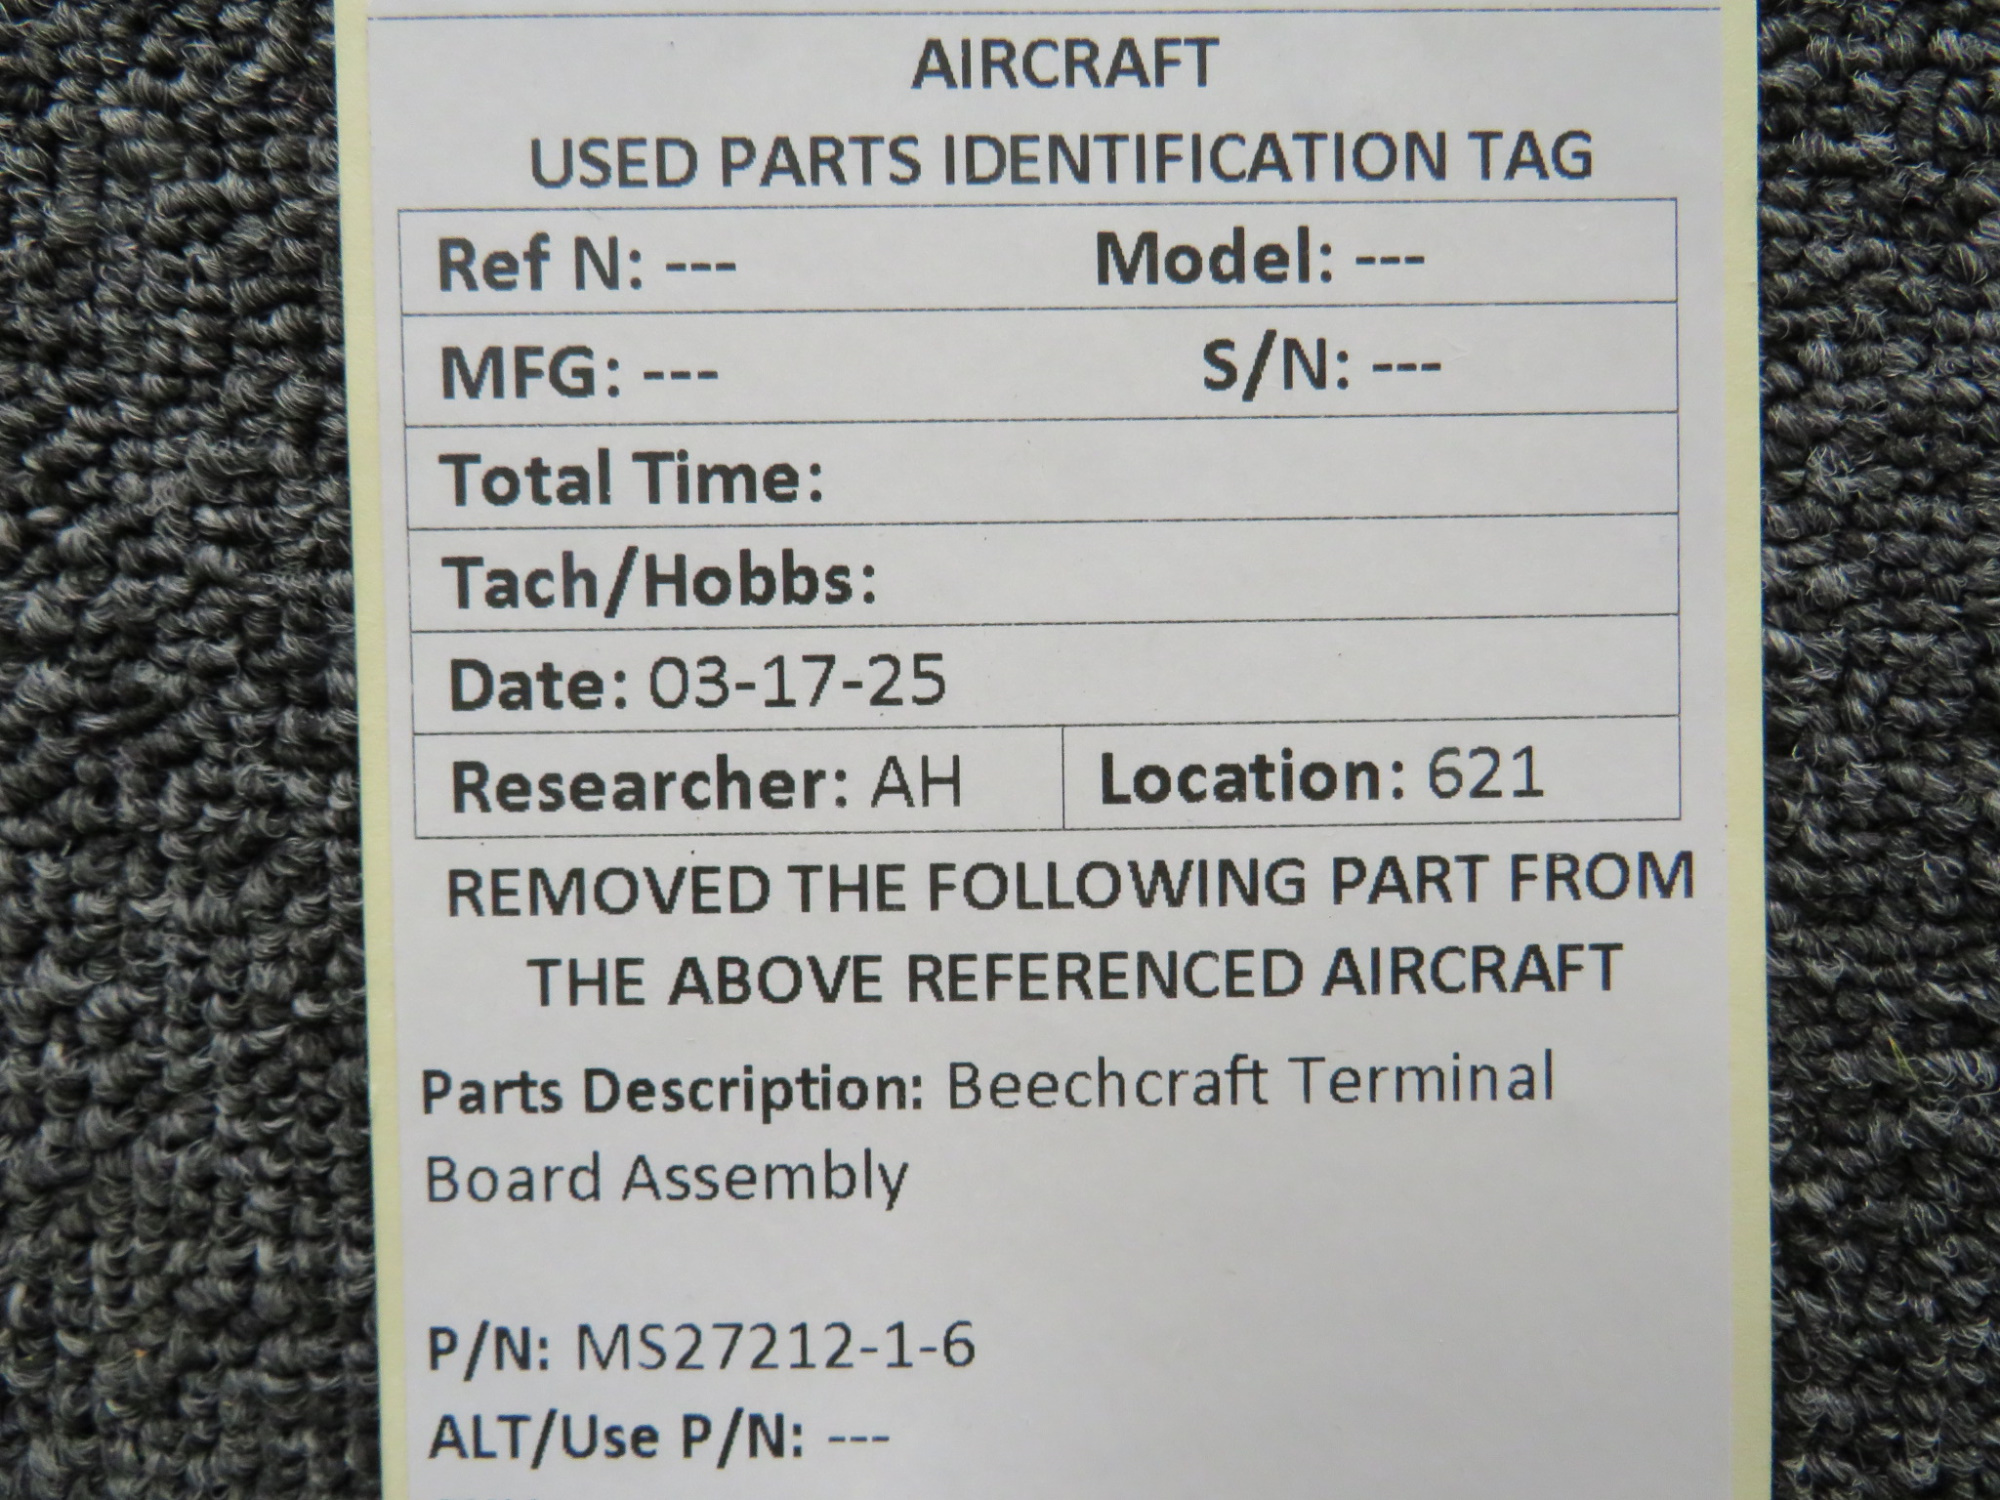 AIRCRAFT
USED PARTS IDENTIFICATION TAG
Ref N: --- Model: ---
MFG: --- S/N: ---
Total Time:
Tach/Hobbs:
Date: 03-17-25
Researcher: AH Location: 621
REMOVED THE FOLLOWING PART FROM
THE ABOVE REFERENCED AIRCRAFT
Parts Description: Beechcraft Terminal
Board Assembly
P/N: MS27212-1-6
ALT/Use P/N: ---